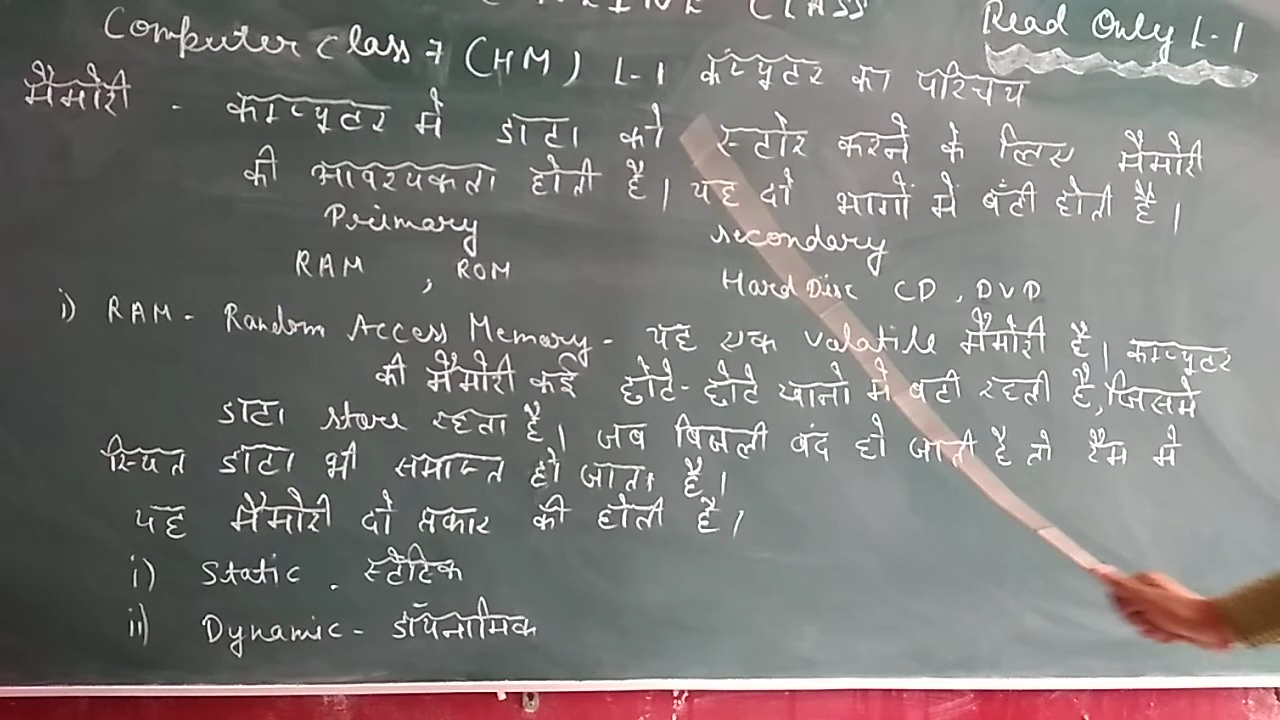 CLASS
Read Only L-1
Computer Class 7 (HM) L-1 कंप्यूटर का परिचय
मैमोरी - कम्प्यूटर में डाटा को स्टोर करने के लिए मैमोरी
की आवश्यकता होती है। यह दो भागों में बँटी होती है।
Primary secondary
RAM , ROM Hard Disc CD , DVD
i) RAM - Random Access Memory - यह एक valatile मैमोरी है। कम्प्यूटर
की मैमोरी कई छोटे-छोटे खानो मे बटी रहती है, जिसमे
डाटा store रहता है। जब बिजली बंद हो जाती है तो रैम मे
स्थित डाटा भी समाप्त हो जाता है।
यह मैमोरी दो प्रकार की होती है।
i) Static - स्टैटिक
ii) Dynamic - डॉयनामिक